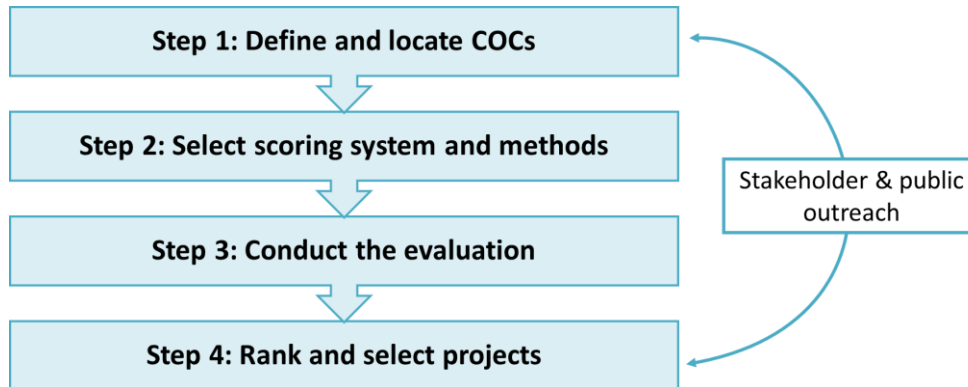 Step 1: Define and locate COCs
Step 2: Select scoring system and methods
Step 3: Conduct the evaluation
Step 4: Rank and select projects
Stakeholder & public
outreach